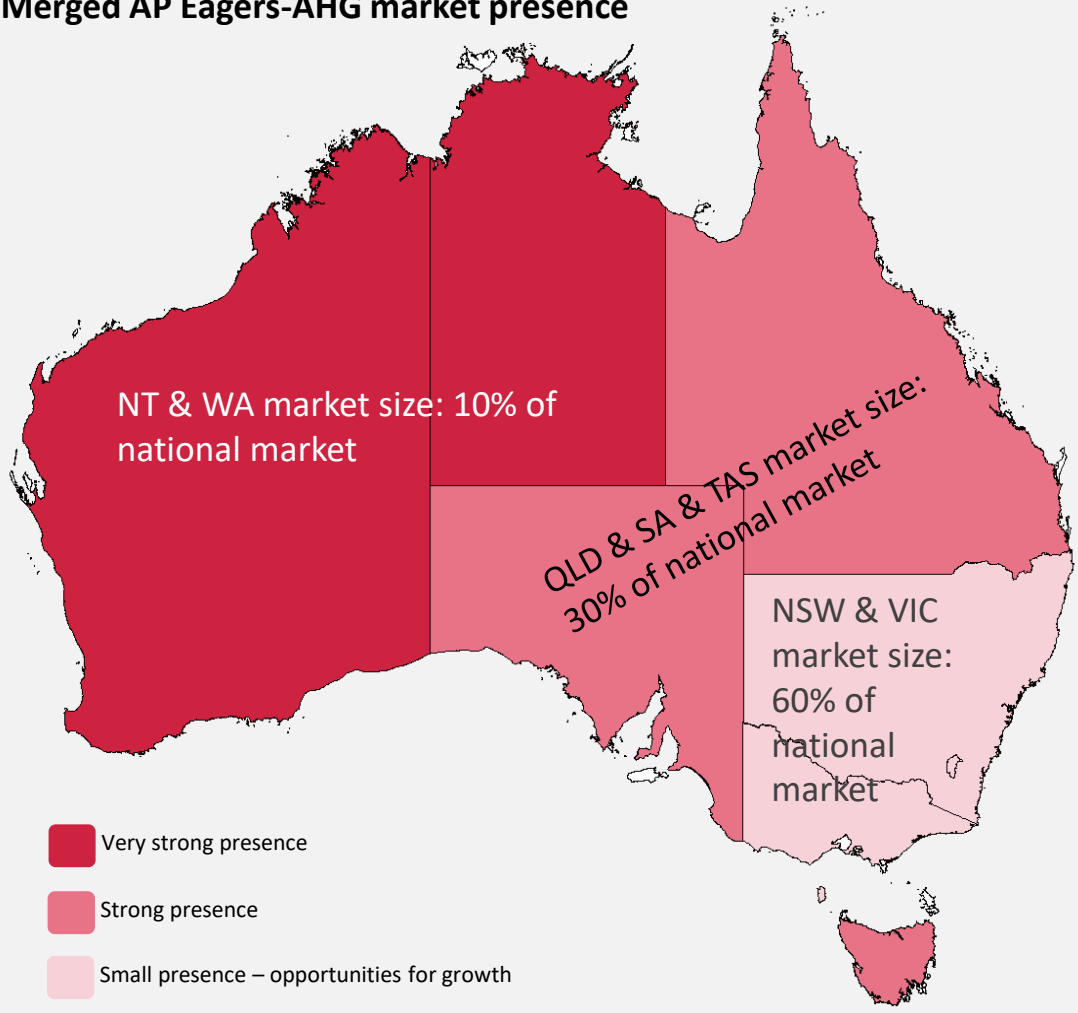 Merged AP Eagers-AHG market presence
NT & WA market size: 10% of
national market
QLD & SA & TAS market size:
30% of national market
NSW & VIC
market size:
60% of
national
market
Very strong presence
Strong presence
Small presence – opportunities for growth